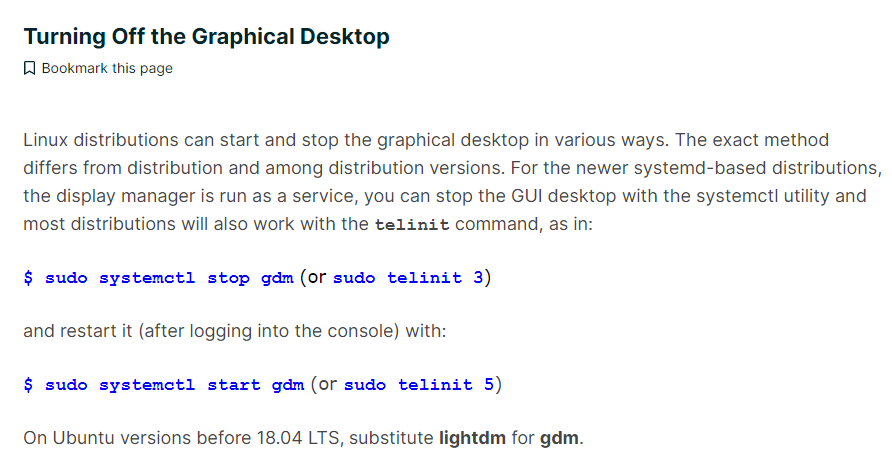 Turning Off the Graphical Desktop
Bookmark this page
Linux distributions can start and stop the graphical desktop in various ways. The exact method
differs from distribution and among distribution versions. For the newer systemd-based distributions,
the display manager is run as a service, you can stop the GUI desktop with the systemctl utility and
most distributions will also work with the telinit command, as in:
$ sudo systemctl stop gdm (or sudo telinit 3)
and restart it (after logging into the console) with:
$ sudo systemctl start gdm (or sudo telinit 5)
On Ubuntu versions before 18.04 LTS, substitute lightdm for gdm.